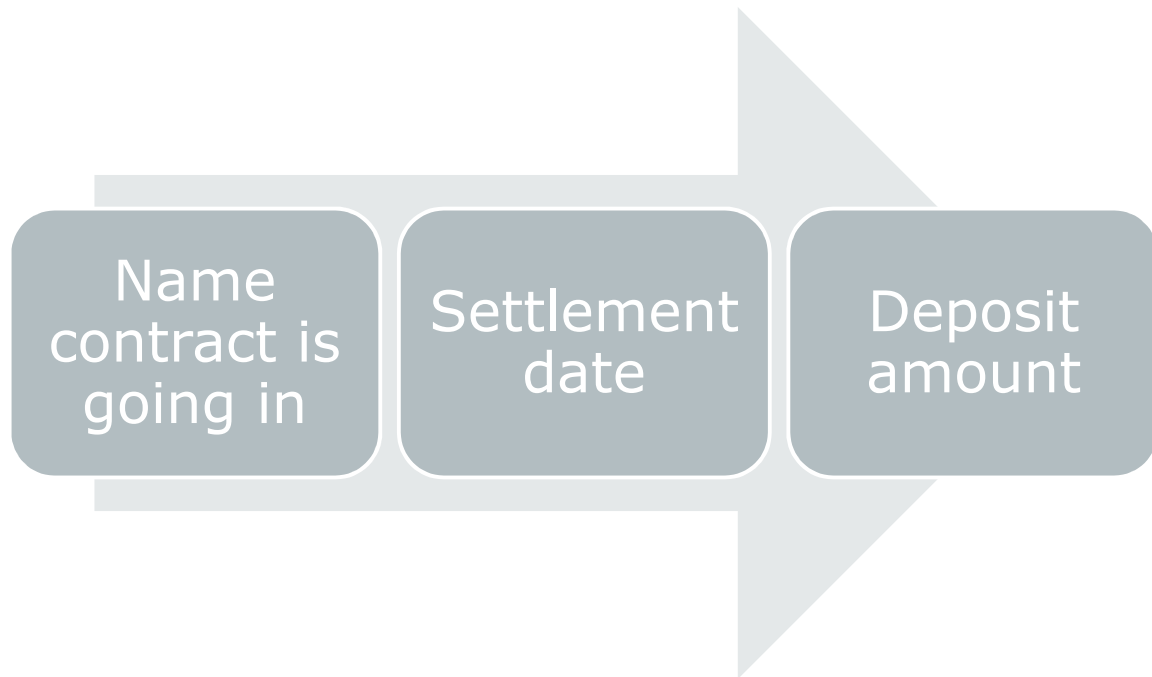 Name
contract is
going in
Settlement
date
Deposit
amount